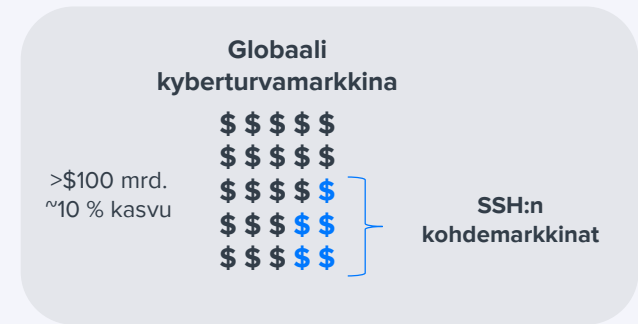 Globaali
kyberturvamarkkina
$ $ $ $ $
$ $ $ $ $
$ $ $ $ $
$ $ $ $ $
$ $ $ $ $
>$100 mrd.
~10 % kasvu
SSH:n
kohdemarkkinat